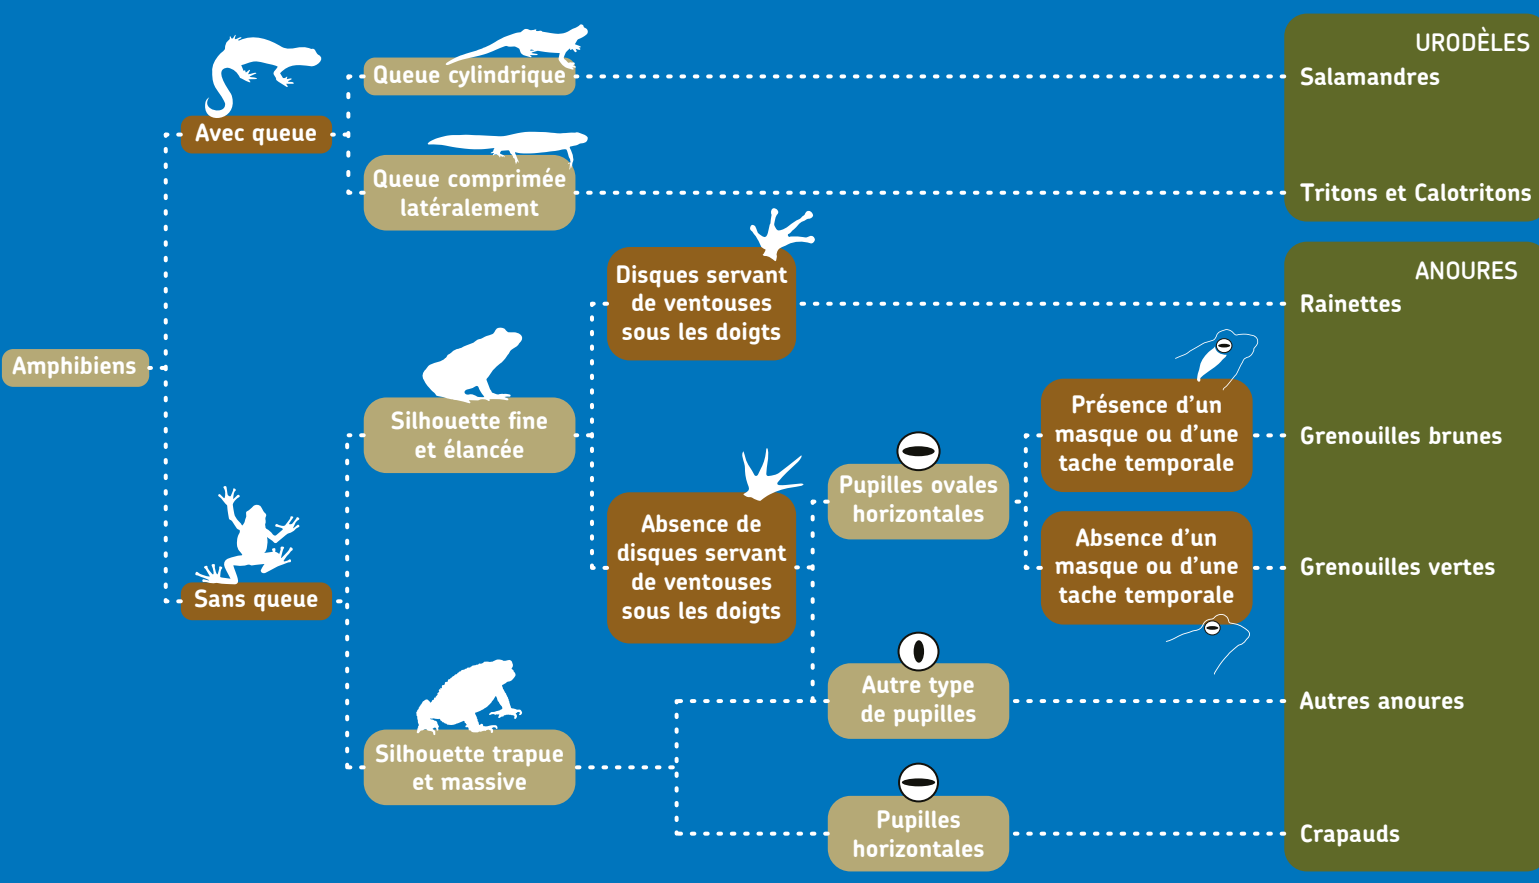 Amphibiens
Avec queue
Queue cylindrique
Queue comprimée
latéralement
Sans queue
Silhouette fine
et élancée
Disques servant
de ventouses
sous les doigts
Absence de
disques servant
de ventouses
sous les doigts
Pupilles ovales
horizontales
Présence d’un
masque ou d’une
tache temporale
Absence d’un
masque ou d’une
tache temporale
Autre type
de pupilles
Silhouette trapue
et massive
Pupilles
horizontales
URODÈLES
Salamandres
Tritons et Calotritons
ANOURES
Rainettes
Grenouilles brunes
Grenouilles vertes
Autres anoures
Crapauds